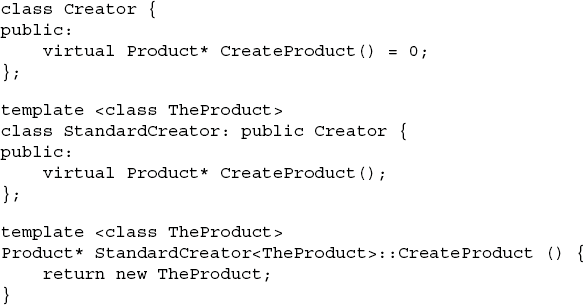 class Creator {
public:
    virtual Product* CreateProduct() = 0;
};

template <class TheProduct>
class StandardCreator: public Creator {
public:
    virtual Product* CreateProduct();
};

template <class TheProduct>
Product* StandardCreator<TheProduct>::CreateProduct () {
    return new TheProduct;
}